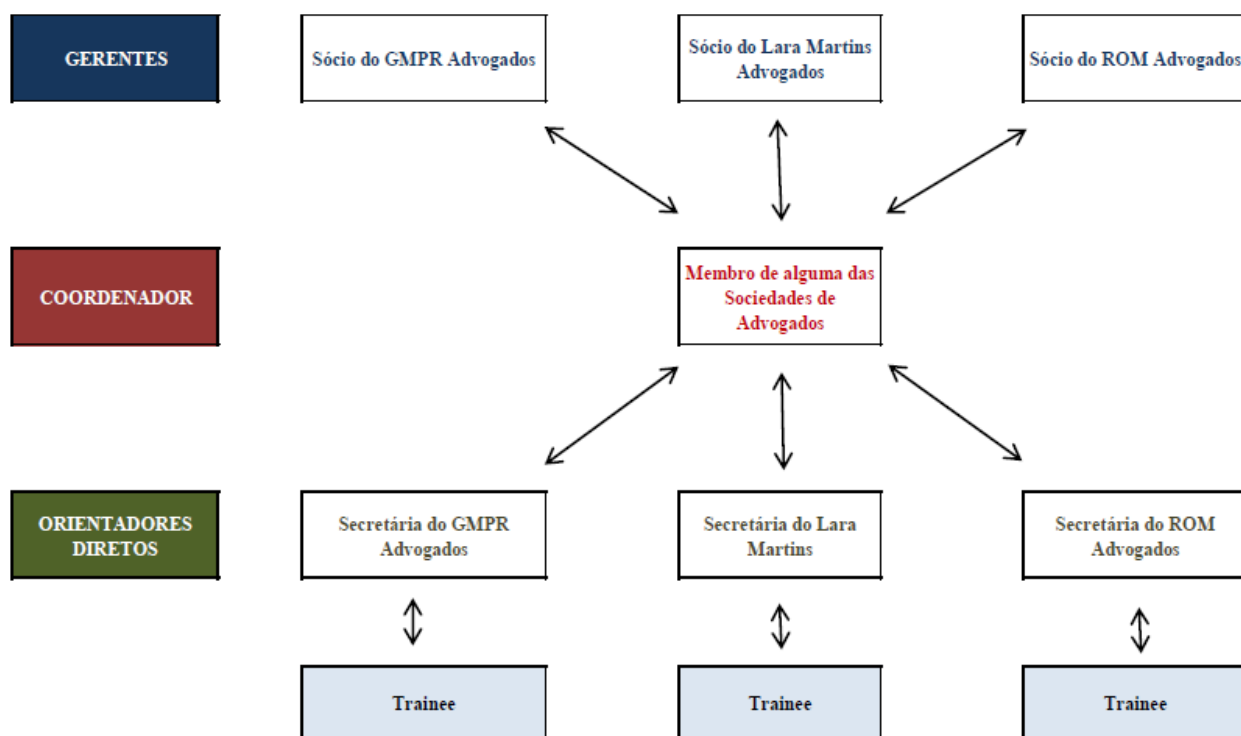 GERENTES
Sócio do GMPR Advogados
Sócio do Lara Martins
Advogados
Sócio do ROM Advogados
COORDENADOR
Membro de alguma das
Sociedades de
Advogados
ORIENTADORES
DIRETOS
Secretária do GMPR
Advogados
Secretária do Lara
Martins
Secretária do ROM
Advogados
Trainee
Trainee
Trainee